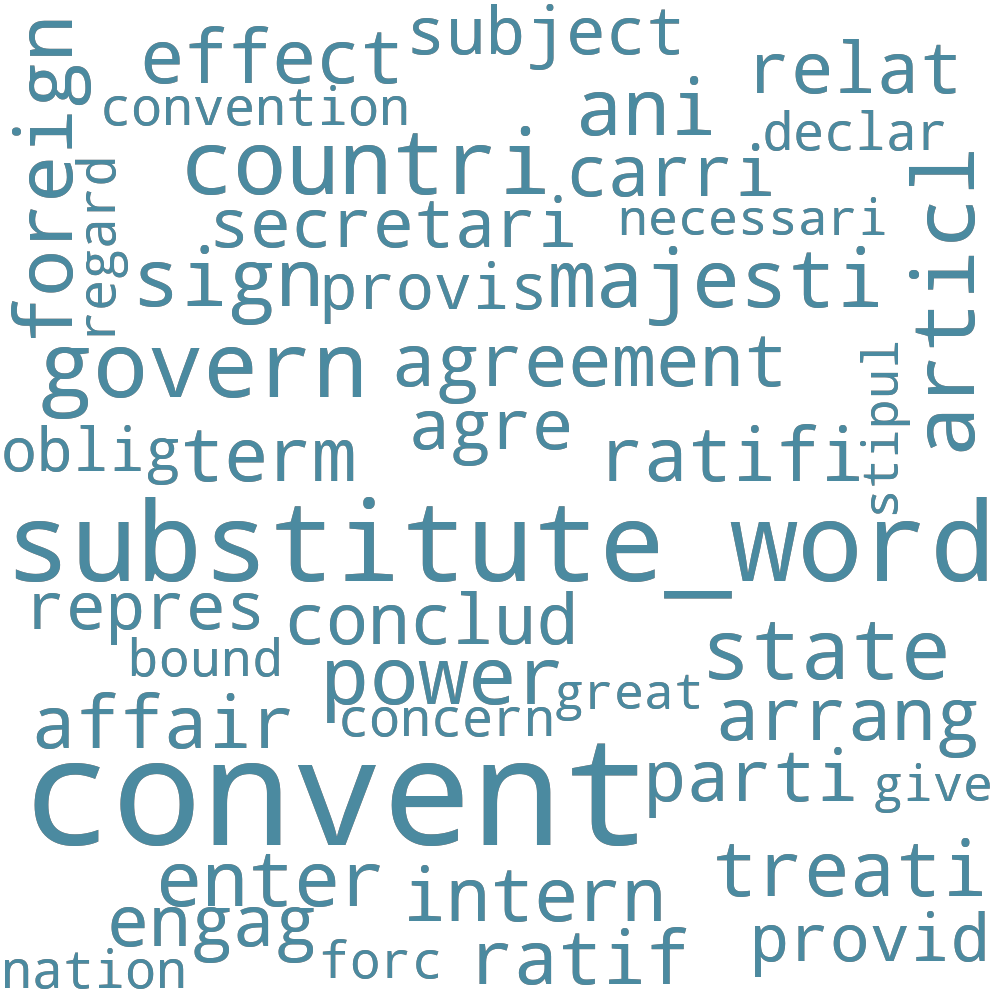 subject
effect
relat
foreign
convention
ani
declar
countri
carri
articl
regard
secretari
necessari
sign
provis
majesti
govern
agreement
stipul
agre
oblig
term
ratifi
substitute_word
repres
conclud
state
bound
power
great
affair
concern
arrang
convent
parti
give
enter
intern
treati
engag
ratif
provid
nation
forc